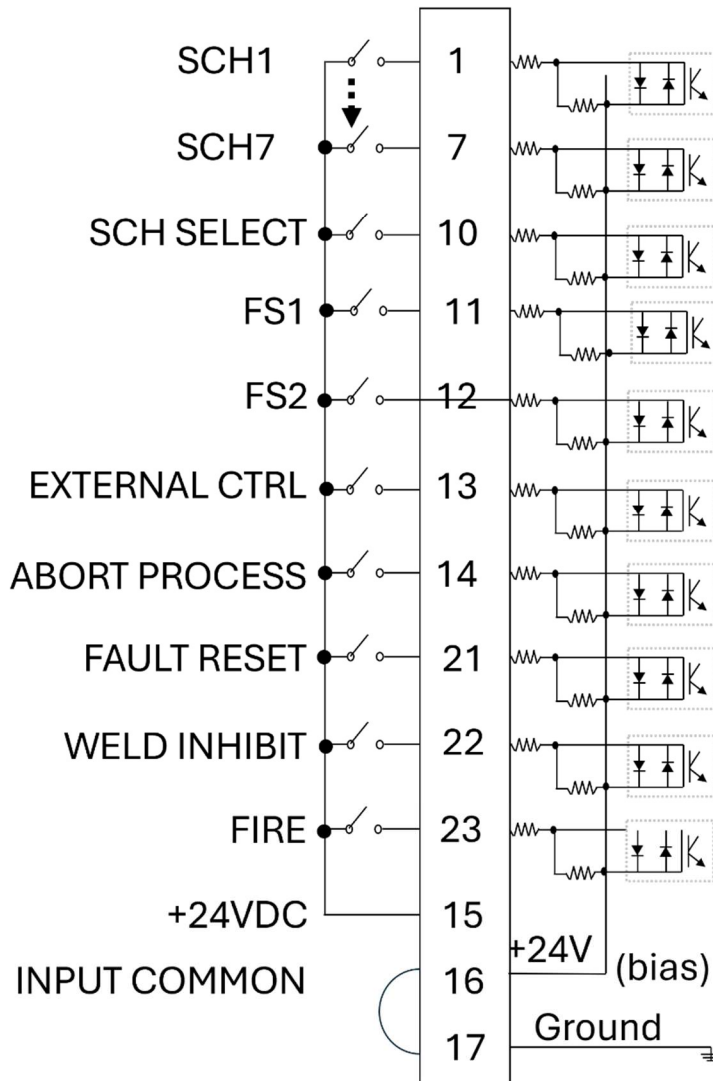 SCH1 1
SCH7 7
SCH SELECT 10
FS1 11
FS2 12
EXTERNAL CTRL 13
ABORT PROCESS 14
FAULT RESET 21
WELD INHIBIT 22
FIRE 23
+24VDC 15
+24V (bias)
INPUT COMMON 16
Ground
17